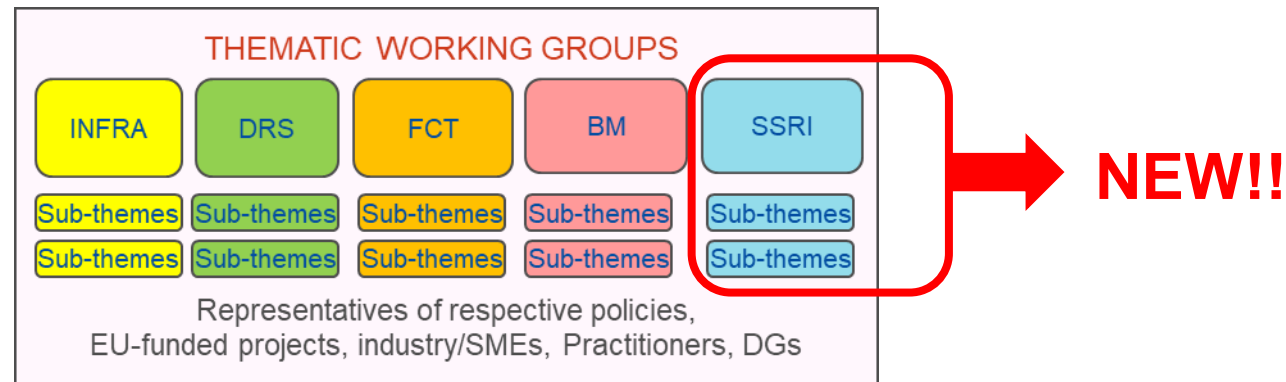 THEMATIC WORKING GROUPS
INFRA DRS FCT BM SSRI
NEW!!
Sub-themes Sub-themes Sub-themes Sub-themes Sub-themes
Sub-themes Sub-themes Sub-themes Sub-themes Sub-themes
Representatives of respective policies,
EU-funded projects, industry/SMEs, Practitioners, DGs